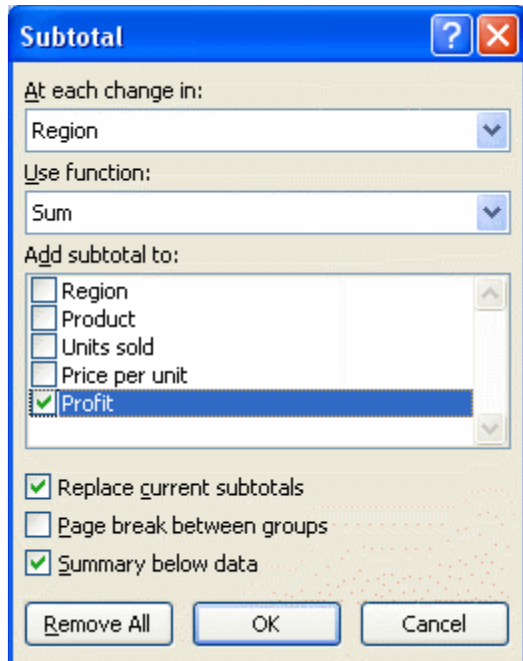 Subtotal
At each change in:
Region
Use function:
Sum
Add subtotal to:
Region
Product
Units sold
Price per unit
Profit
Replace current subtotals
Page break between groups
Summary below data
Remove All OK Cancel